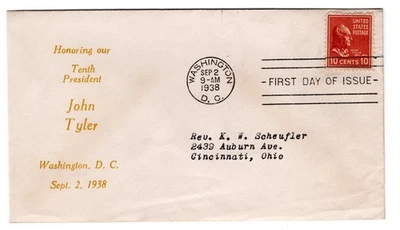 Honoring our
Tenth
President
John
Tyler
Washington, D. C.
Sept. 2, 1938
WASHINGTON
SEP 2
9-AM
1938
D. C.
FIRST DAY OF ISSUE
UNITED
STATES
POSTAGE
10 CENTS 10
Rev. K. W. Scheufler
2439 Auburn Ave.
Cincinnati, Ohio